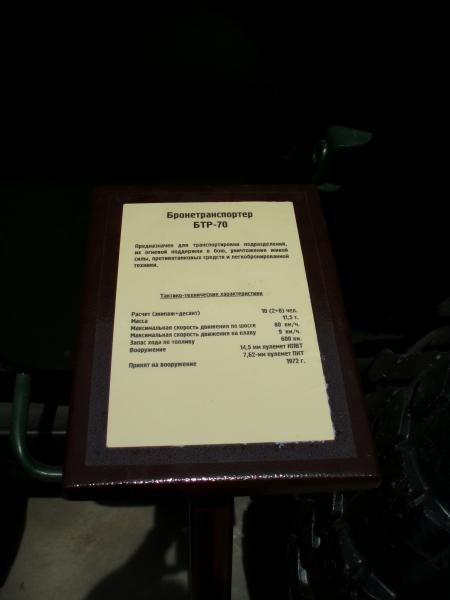 Бронетранспортер
БТР-70
Предназначен для транспортировки подразделений,
их огневой поддержки в бою, уничтожения живой
силы, противотанковых средств и легкобронированной
техники.
Тактико-технические характеристики
Расчет (экипаж+десант) 10 (2+8) чел.
Масса 11,5 т.
Максимальная скорость движения по шоссе 80 км/ч.
Максимальная скорость движения на плаву 9 км/ч.
Запас хода по топливу 600 км.
Вооружение 14,5 мм пулемет КПВТ
7,62-мм пулемет ПКТ
Принят на вооружение 1972 г.